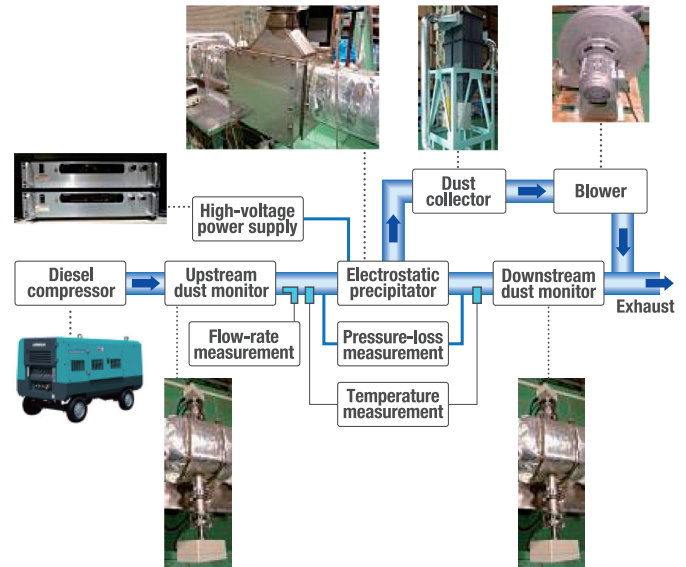 Dust
collector
Blower
High-voltage
power supply
Diesel
compressor
Upstream
dust monitor
Electrostatic
precipitator
Downstream
dust monitor
Exhaust
Flow-rate
measurement
Pressure-loss
measurement
Temperature
measurement